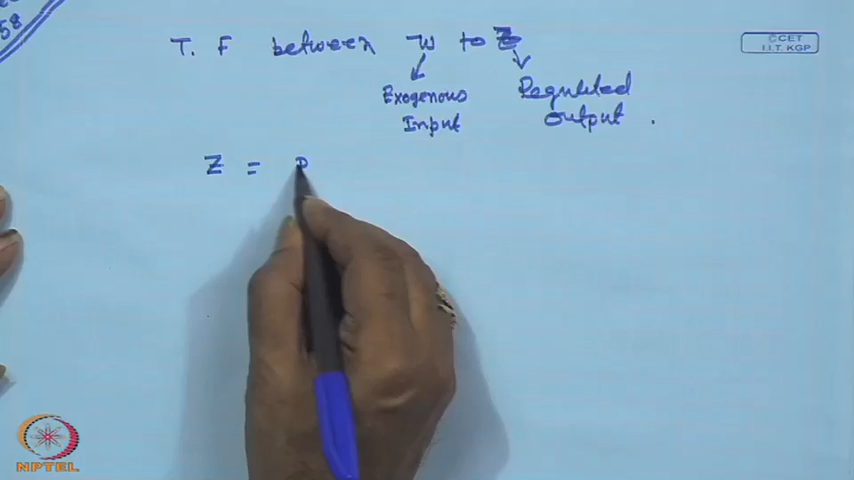 58
T. F between W to Z
Exogenous Regulated
Input Output .
Z = P
©CET
I.I.T. KGP
NPTEL